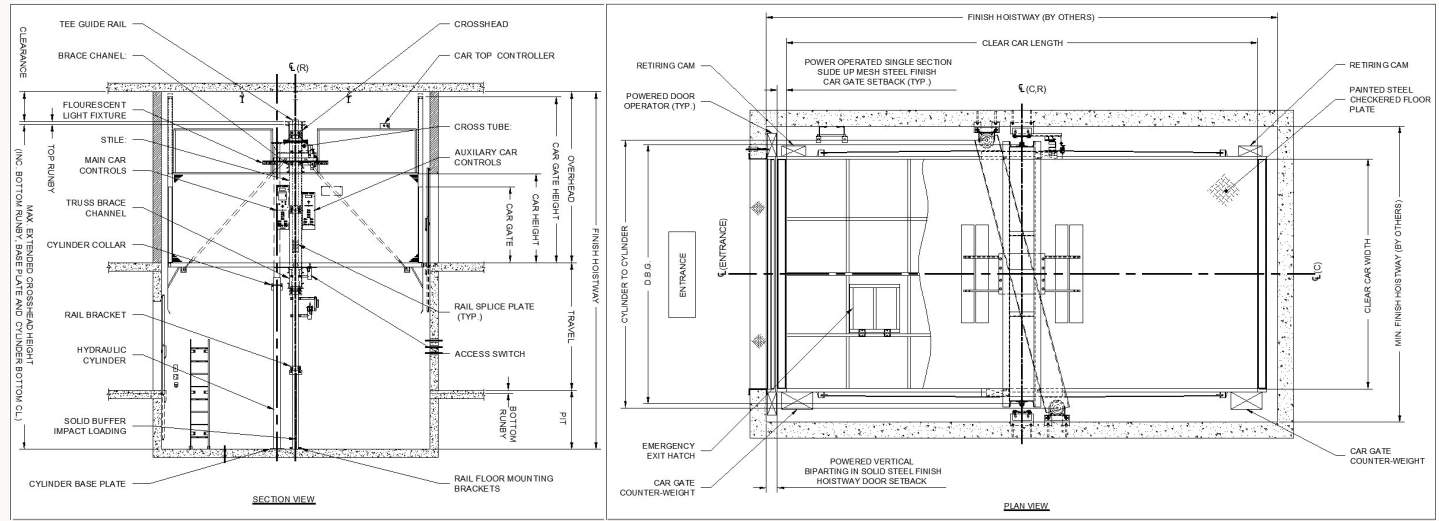 TEE GUIDE RAIL
BRACE CHANEL:
FLOURESCENT
LIGHT FIXTURE
STILE:
MAIN CAR
CONTROLS
TRUSS BRACE
CHANNEL
CYLINDER COLLAR
RAIL BRACKET
HYDRAULIC
CYLINDER
SOLID BUFFER
IMPACT LOADING
CYLINDER BASE PLATE
CLEARANCE
TOP RUNBY
MAX. EXTENDED CROSSHEAD HEIGHT
(INC. BOTTOM RUNBY, BASE PLATE AND CYLINDER BOTTOM CL.)
℄ (R)
CROSSHEAD
CAR TOP CONTROLLER
CROSS TUBE:
AUXILARY CAR
CONTROLS
RAIL SPLICE PLATE
(TYP.)
ACCESS SWITCH
RAIL FLOOR MOUNTING
BRACKETS
CAR GATE
CAR HEIGHT
CAR GATE HEIGHT
OVERHEAD
TRAVEL
BOTTOM
RUNBY
PIT
FINISH HOISTWAY
SECTION VIEW
FINISH HOISTWAY (BY OTHERS)
CLEAR CAR LENGTH
RETIRING CAM
POWERED DOOR
OPERATOR (TYP.)
POWER OPERATED SINGLE SECTION
SLIDE UP MESH STEEL FINISH
CAR GATE SETBACK (TYP.)
℄ (C,R)
RETIRING CAM
PAINTED STEEL
CHECKERED FLOOR
PLATE
CYLINDER TO CYLINDER
D.B.G.
ENTRANCE
℄ (ENTRANCE)
CLEAR CAR WIDTH
MIN. FINISH HOISTWAY (BY OTHERS)
℄ (C)
EMERGENCY
EXIT HATCH
CAR GATE
COUNTER-WEIGHT
POWERED VERTICAL
BIPARTING IN SOLID STEEL FINISH
HOISTWAY DOOR SETBACK
CAR GATE
COUNTER-WEIGHT
PLAN VIEW